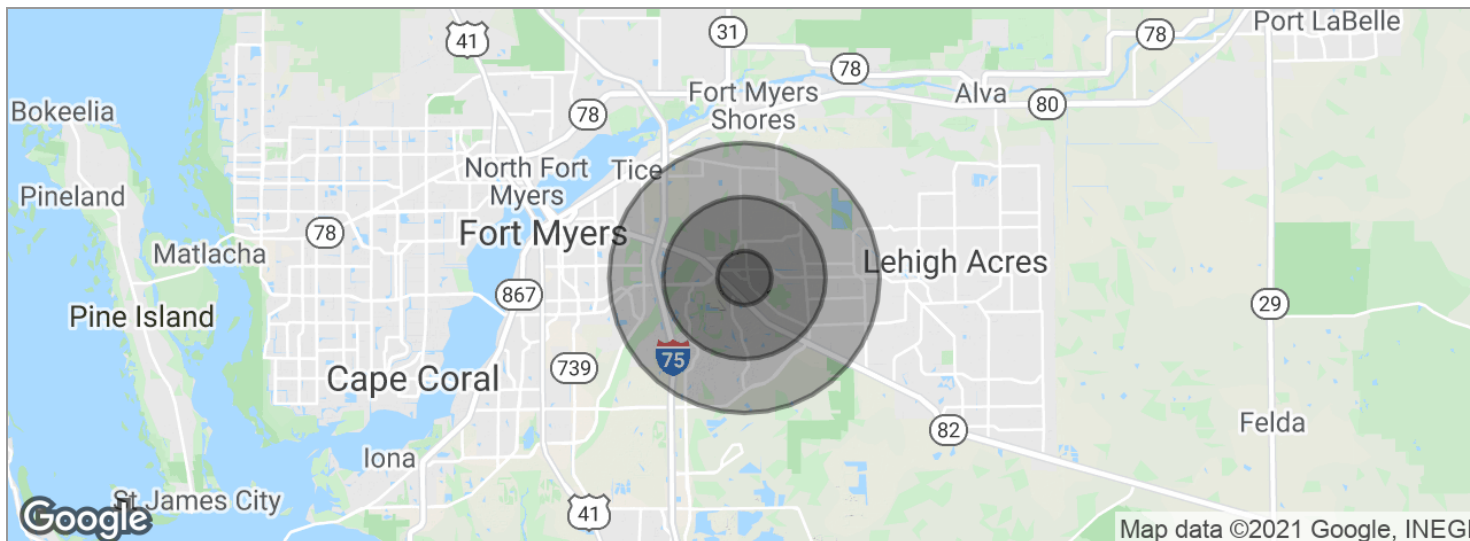 Port LaBelle
41
31
78
78
Fort Myers
Shores
Alva
80
Bokeelia
78
North Fort
Myers
Tice
Pineland
78
Fort Myers
Matlacha
Lehigh Acres
867
29
Pine Island
75
739
Cape Coral
82
Felda
Iona
St James City
41
Google
Map data ©2021 Google, INEGI